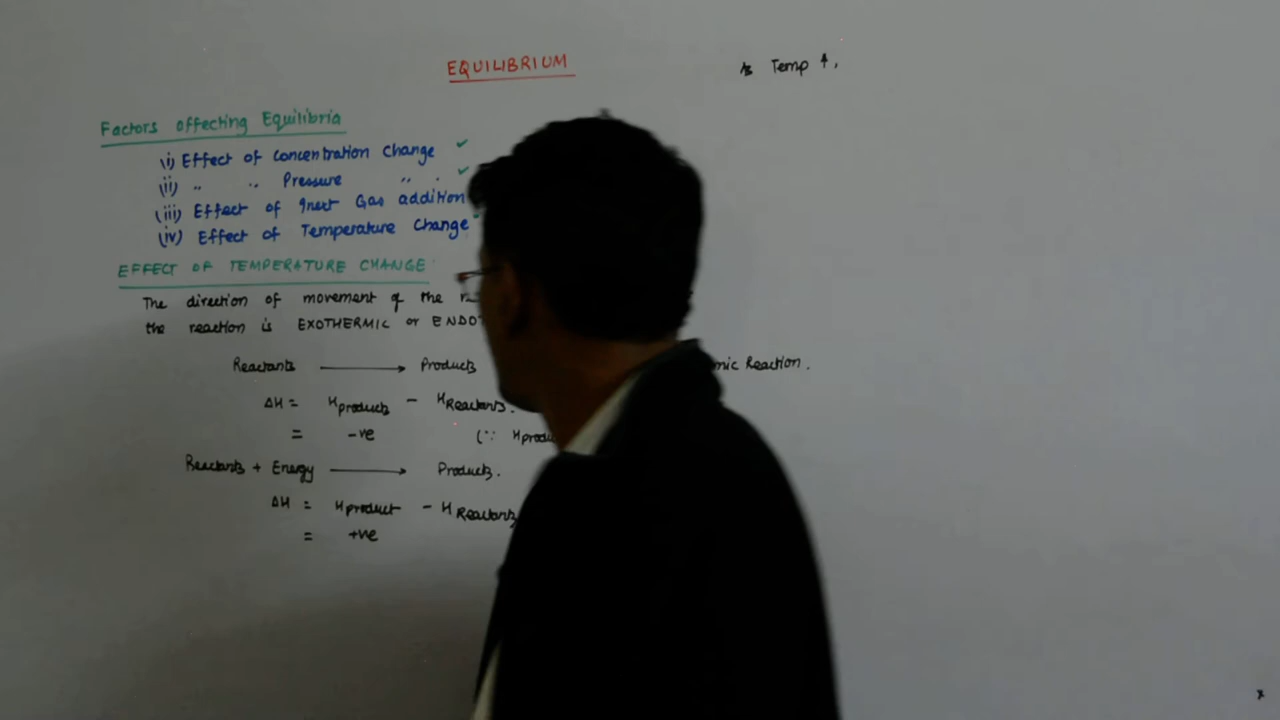 EQUILIBRIUM
As Temp ↑,
Factors affecting Equilibria
(i) Effect of Concentration Change ✓
(ii) " " Pressure " " ✓
(iii) Effect of Inert Gas addition
(iv) Effect of Temperature Change
EFFECT OF TEMPERATURE CHANGE
The direction of movement of the
the reaction is EXOTHERMIC or ENDO
Reactants → Products mic Reaction.
ΔH = HProducts - HReactants.
= -ve (∵ HProdu
Reactants + Energy → Products.
ΔH = HProduct - HReactants
= +ve